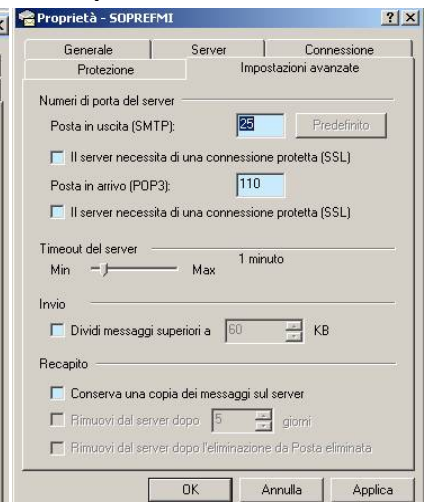 Proprietà - SOPREFMI
Generale Server Connessione
Protezione Impostazioni avanzate
Numeri di porta del server
Posta in uscita (SMTP): 25 Predefinito
Il server necessita di una connessione protetta (SSL)
Posta in arrivo (POP3): 110
Il server necessita di una connessione protetta (SSL)
Timeout del server
Min Max 1 minuto
Invio
Dividi messaggi superiori a 60 KB
Recapito
Conserva una copia dei messaggi sul server
Rimuovi dal server dopo 5 giorni
Rimuovi dal server dopo l'eliminazione da Posta eliminata
OK Annulla Applica